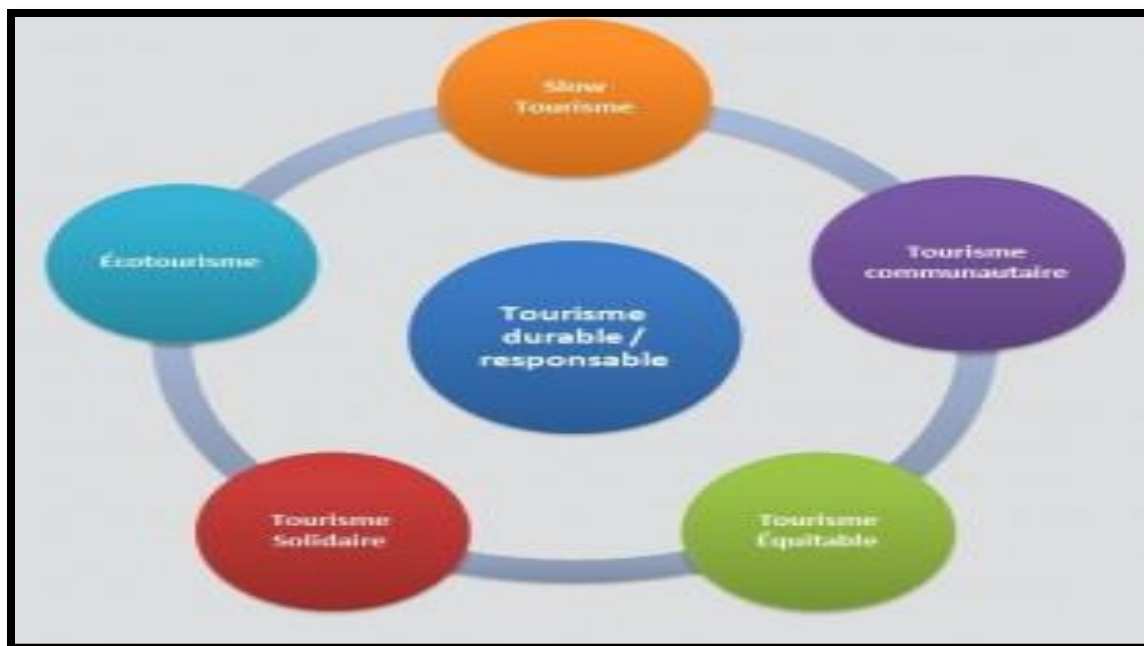 Slow
Tourisme
Écotourisme
Tourisme
communautaire
Tourisme
durable /
responsable
Tourisme
Solidaire
Tourisme
Équitable